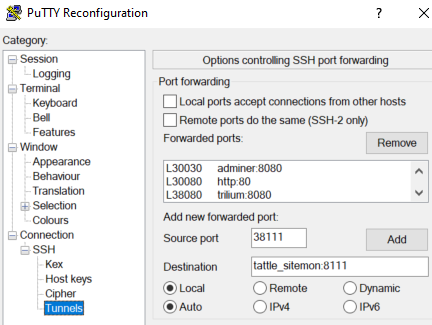 PuTTY Reconfiguration ? ×
Category:
Session
Logging
Terminal
Keyboard
Bell
Features
Window
Appearance
Behaviour
Translation
Selection
Colours
Connection
SSH
Kex
Host keys
Cipher
Tunnels
Options controlling SSH port forwarding
Port forwarding
Local ports accept connections from other hosts
Remote ports do the same (SSH-2 only)
Forwarded ports:
Remove
L30030 adminer:8080
L30080 http:80
L38080 trilium:8080
Add new forwarded port:
Source port 38111 Add
Destination tattle_sitemon:8111
Local Remote Dynamic
Auto IPv4 IPv6